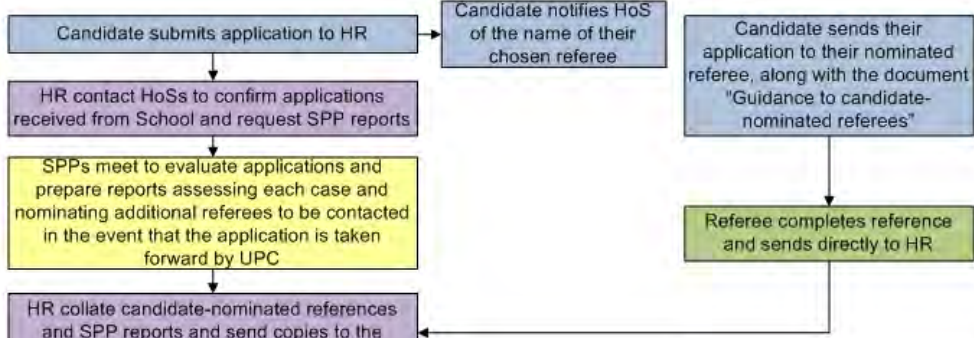 Candidate submits application to HR
Candidate notifies HoS
of the name of their
chosen referee
Candidate sends their
application to their nominated
referee, along with the document
"Guidance to candidate-
nominated referees"
HR contact HoSs to confirm applications
received from School and request SPP reports
SPPs meet to evaluate applications and
prepare reports assessing each case and
nominating additional referees to be contacted
in the event that the application is taken
forward by UPC
Referee completes reference
and sends directly to HR
HR collate candidate-nominated references
and SPP reports and send copies to the